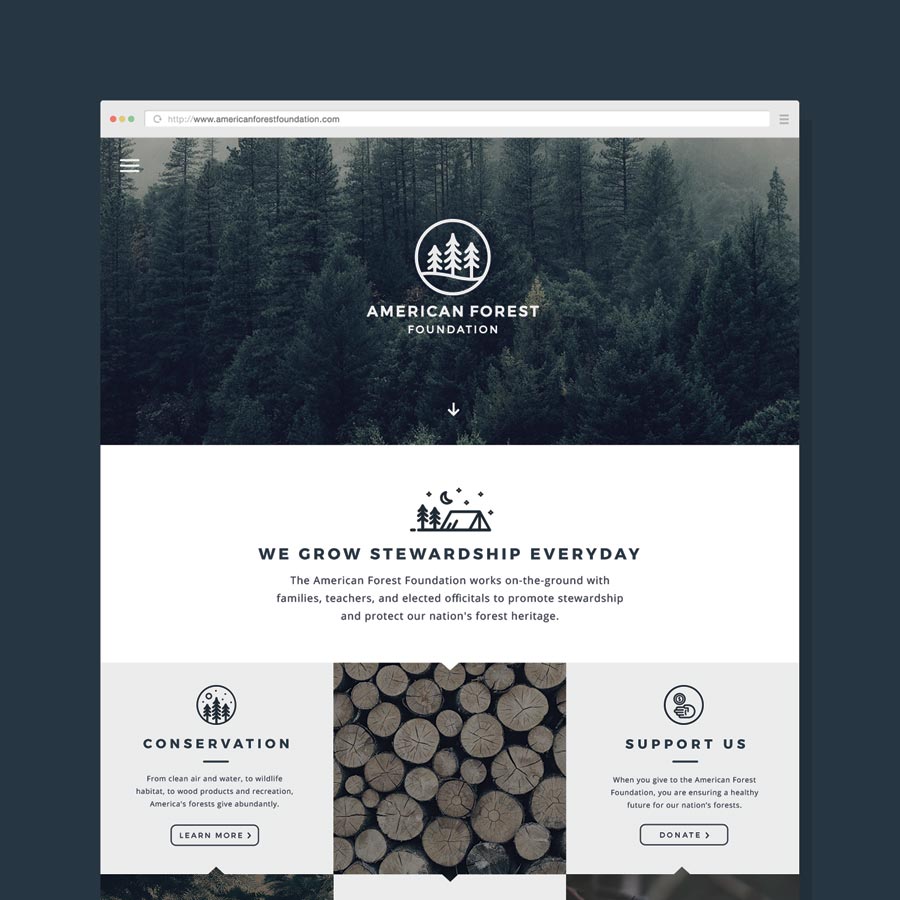 http://www.americanforestfoundation.com
AMERICAN FOREST
FOUNDATION
WE GROW STEWARDSHIP EVERYDAY
The American Forest Foundation works on-the-ground with
families, teachers, and elected officitals to promote stewardship
and protect our nation's forest heritage.
CONSERVATION
From clean air and water, to wildlife
habitat, to wood products and recreation,
America's forests give abundantly.
LEARN MORE >
SUPPORT US
When you give to the American Forest
Foundation, you are ensuring a healthy
future for our nation's forests.
DONATE >